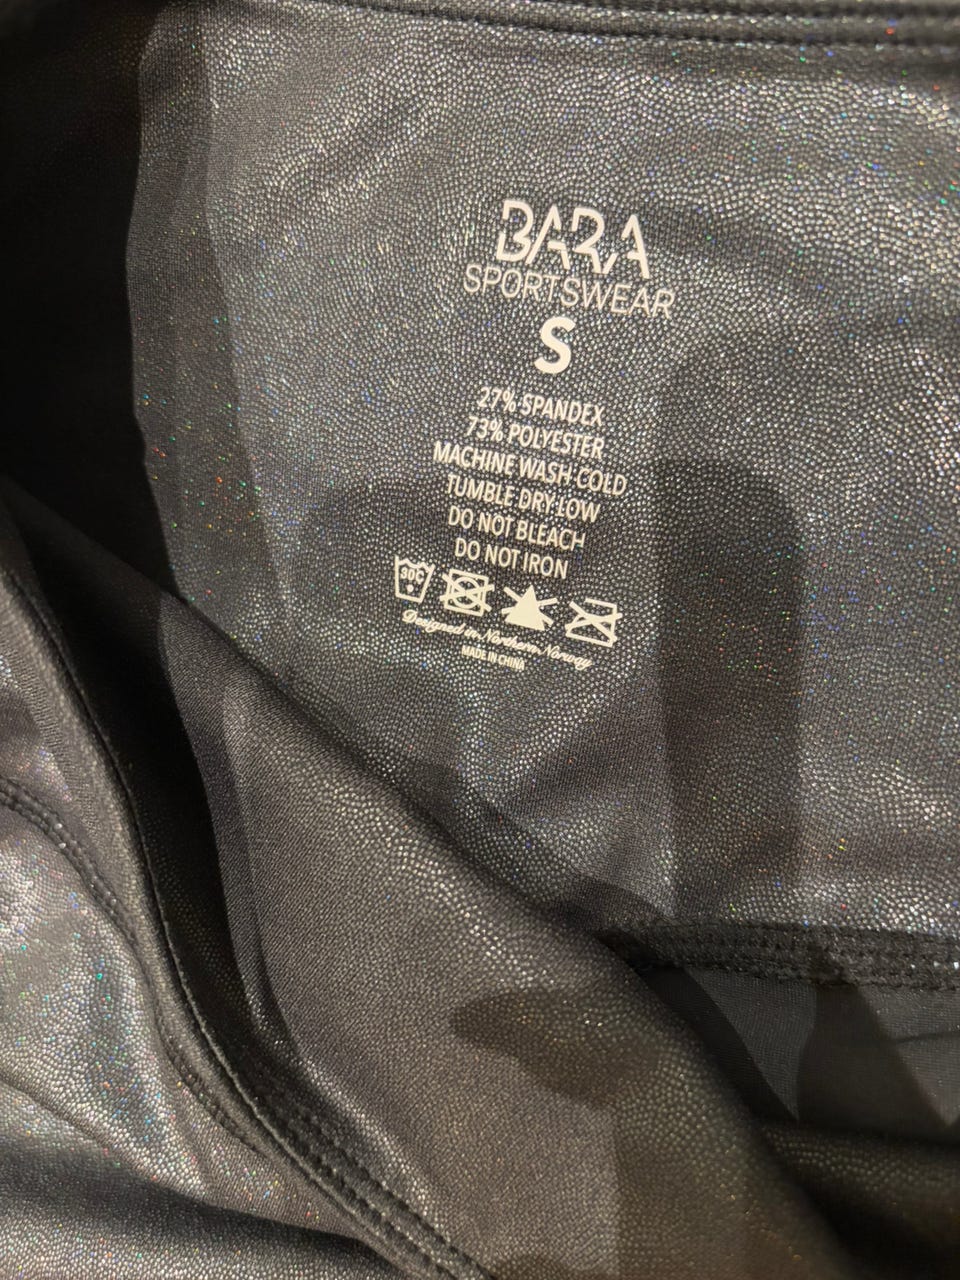 BARA
SPORTSWEAR
S
27% SPANDEX
73% POLYESTER
MACHINE WASH COLD
TUMBLE DRY LOW
DO NOT BLEACH
DO NOT IRON
30C
Designed in Northern Norway
MADE IN CHINA